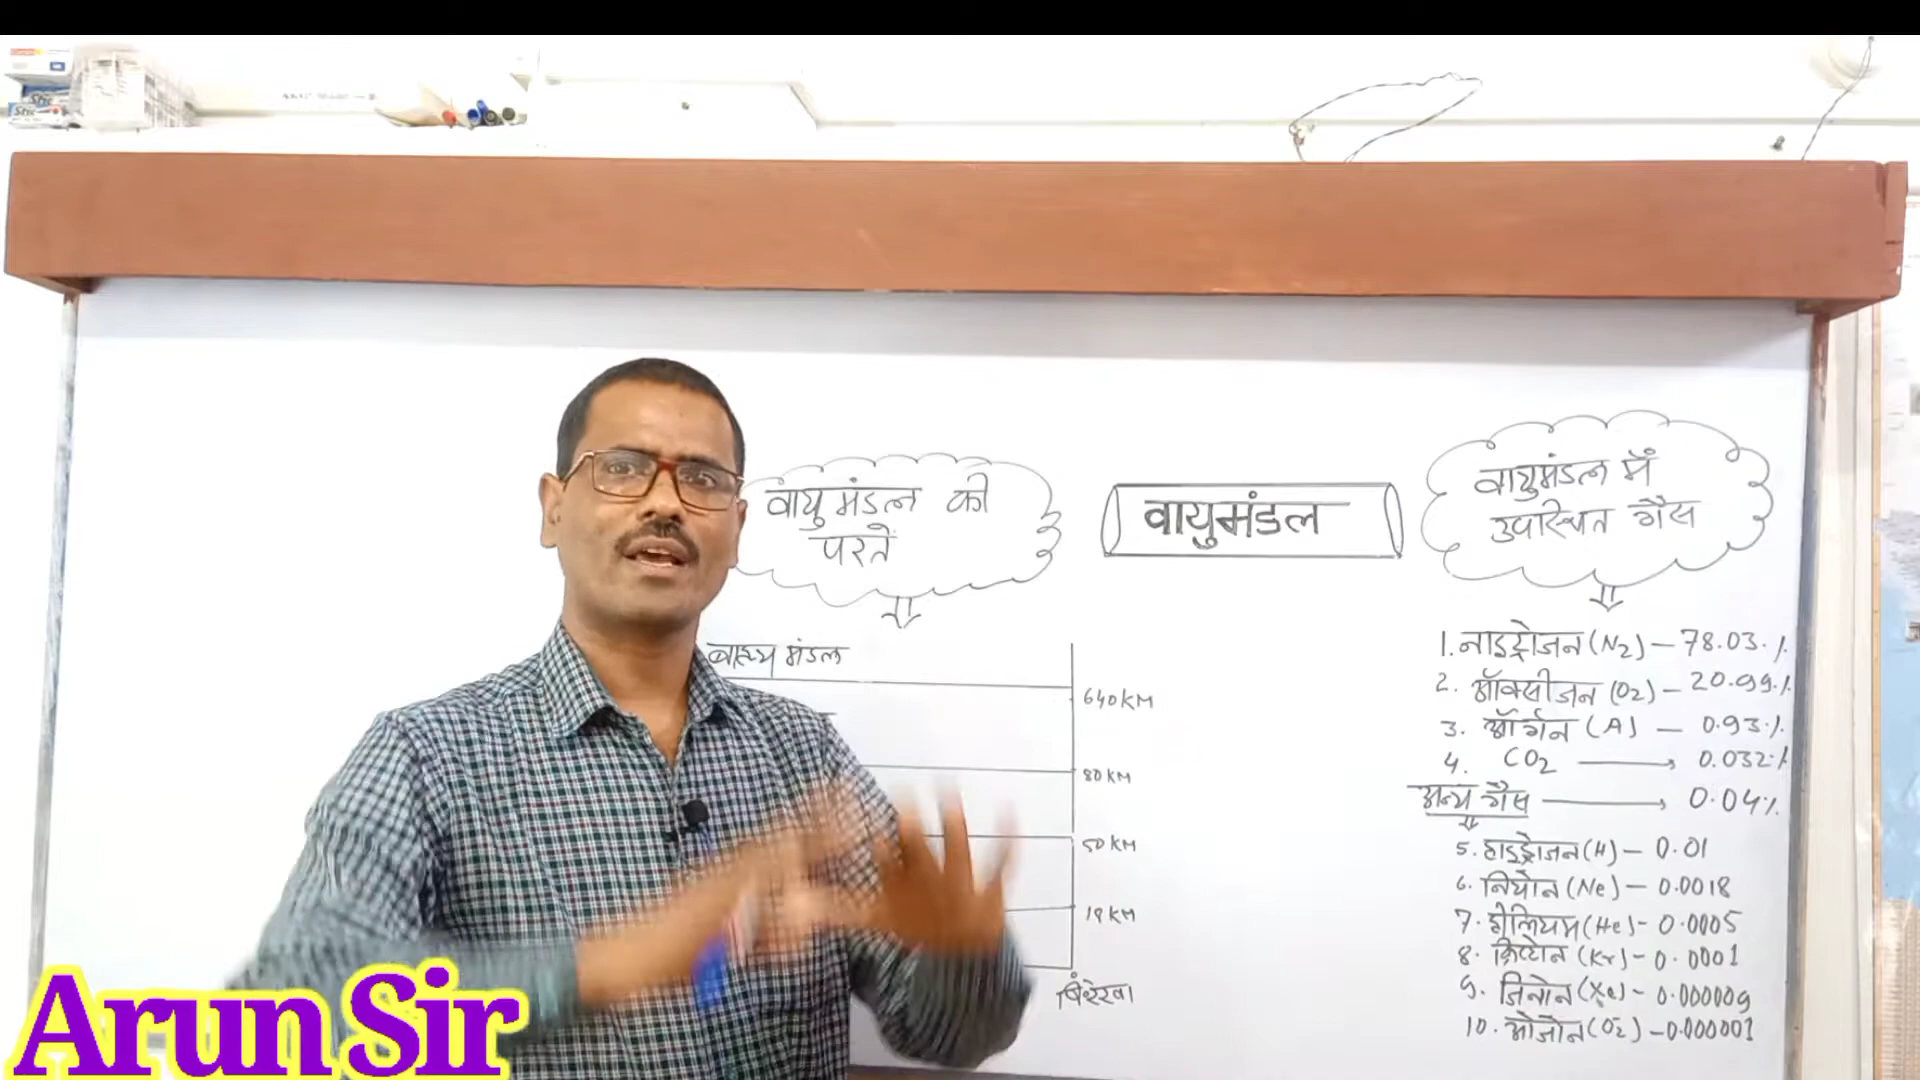 वायुमंडल की
परतें
वायुमंडल
वायुमंडल में
उपस्थित गैस
बाह्य मंडल
640KM
80KM
50KM
18KM
1. नाइट्रोजन (N2) – 78.03.%
2. ऑक्सीजन (O2) – 20.99.%
3. ऑर्गन (A) – 0.93%
4. CO2 → 0.032%
अन्य गैस → 0.04%
5. हाइड्रोजन (H) – 0.01
6. नियोन (Ne) – 0.0018
7. हीलियम (He) - 0.0005
8. क्रिप्टोन (Kr) - 0.0001
9. जिनोन (Xe) - 0.000009
10. ओजोन (O2) - 0.000001
Arun Sir